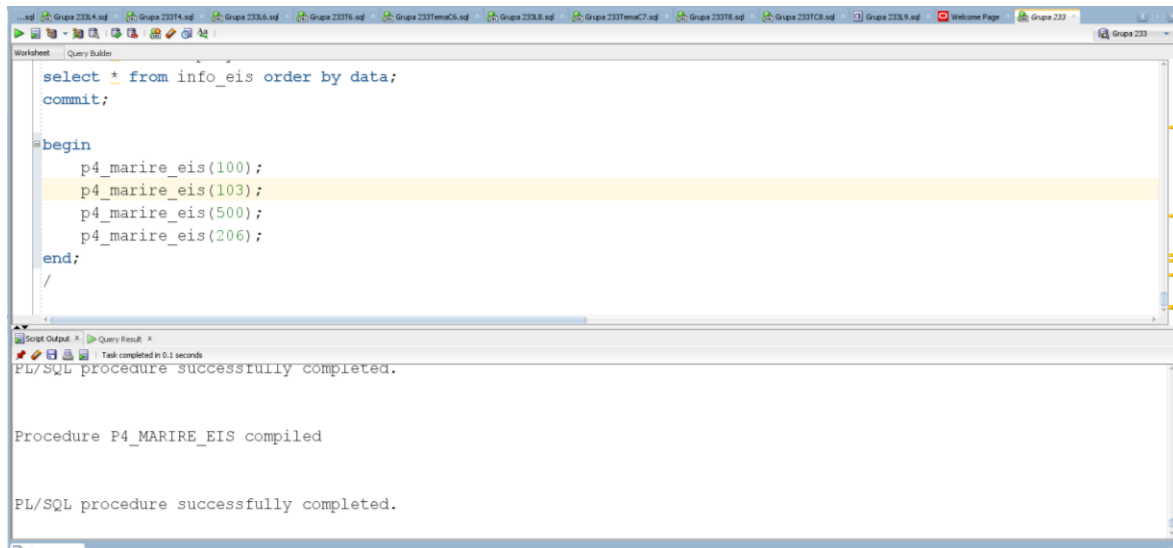 ...sql Grupa 233L4.sql Grupa 233T4.sql Grupa 233L6.sql Grupa 233T6.sql Grupa 233TemaC6.sql Grupa 233L8.sql Grupa 233TemaC7.sql Grupa 233T8.sql Grupa 233TC8.sql Grupa 233L9.sql Welcome Page Grupa 233
Grupa 233
Worksheet Query Builder
select * from info_eis order by data;
commit;
begin
p4_marire_eis(100);
p4_marire_eis(103);
p4_marire_eis(500);
p4_marire_eis(206);
end;
/
Script Output x Query Result x
Task completed in 0.1 seconds
PL/SQL procedure successfully completed.
Procedure P4_MARIRE_EIS compiled
PL/SQL procedure successfully completed.